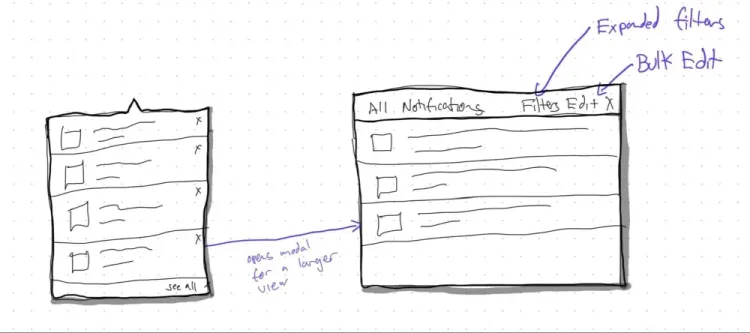 Expanded filters
Bulk Edit
All Notifications Filters Edit X
x
x
x
x
see all
opens modal
for a larger
view